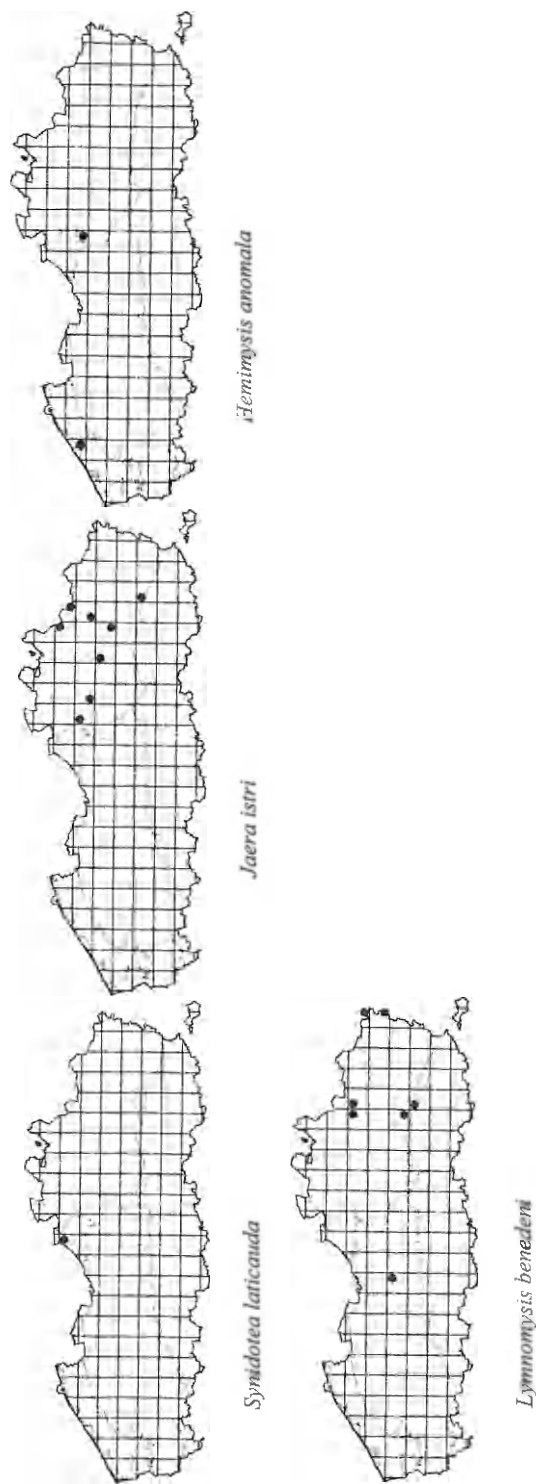 Hemimysis anomala
Jaera istri
Synidotea laticauda
Lymnomysis benedeni